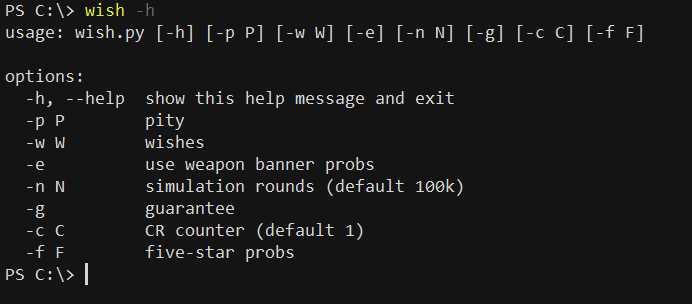 PS C:\> wish -h
usage: wish.py [-h] [-p P] [-w W] [-e] [-n N] [-g] [-c C] [-f F]

options:
  -h, --help  show this help message and exit
  -p P        pity
  -w W        wishes
  -e          use weapon banner probs
  -n N        simulation rounds (default 100k)
  -g          guarantee
  -c C        CR counter (default 1)
  -f F        five-star probs
PS C:\>